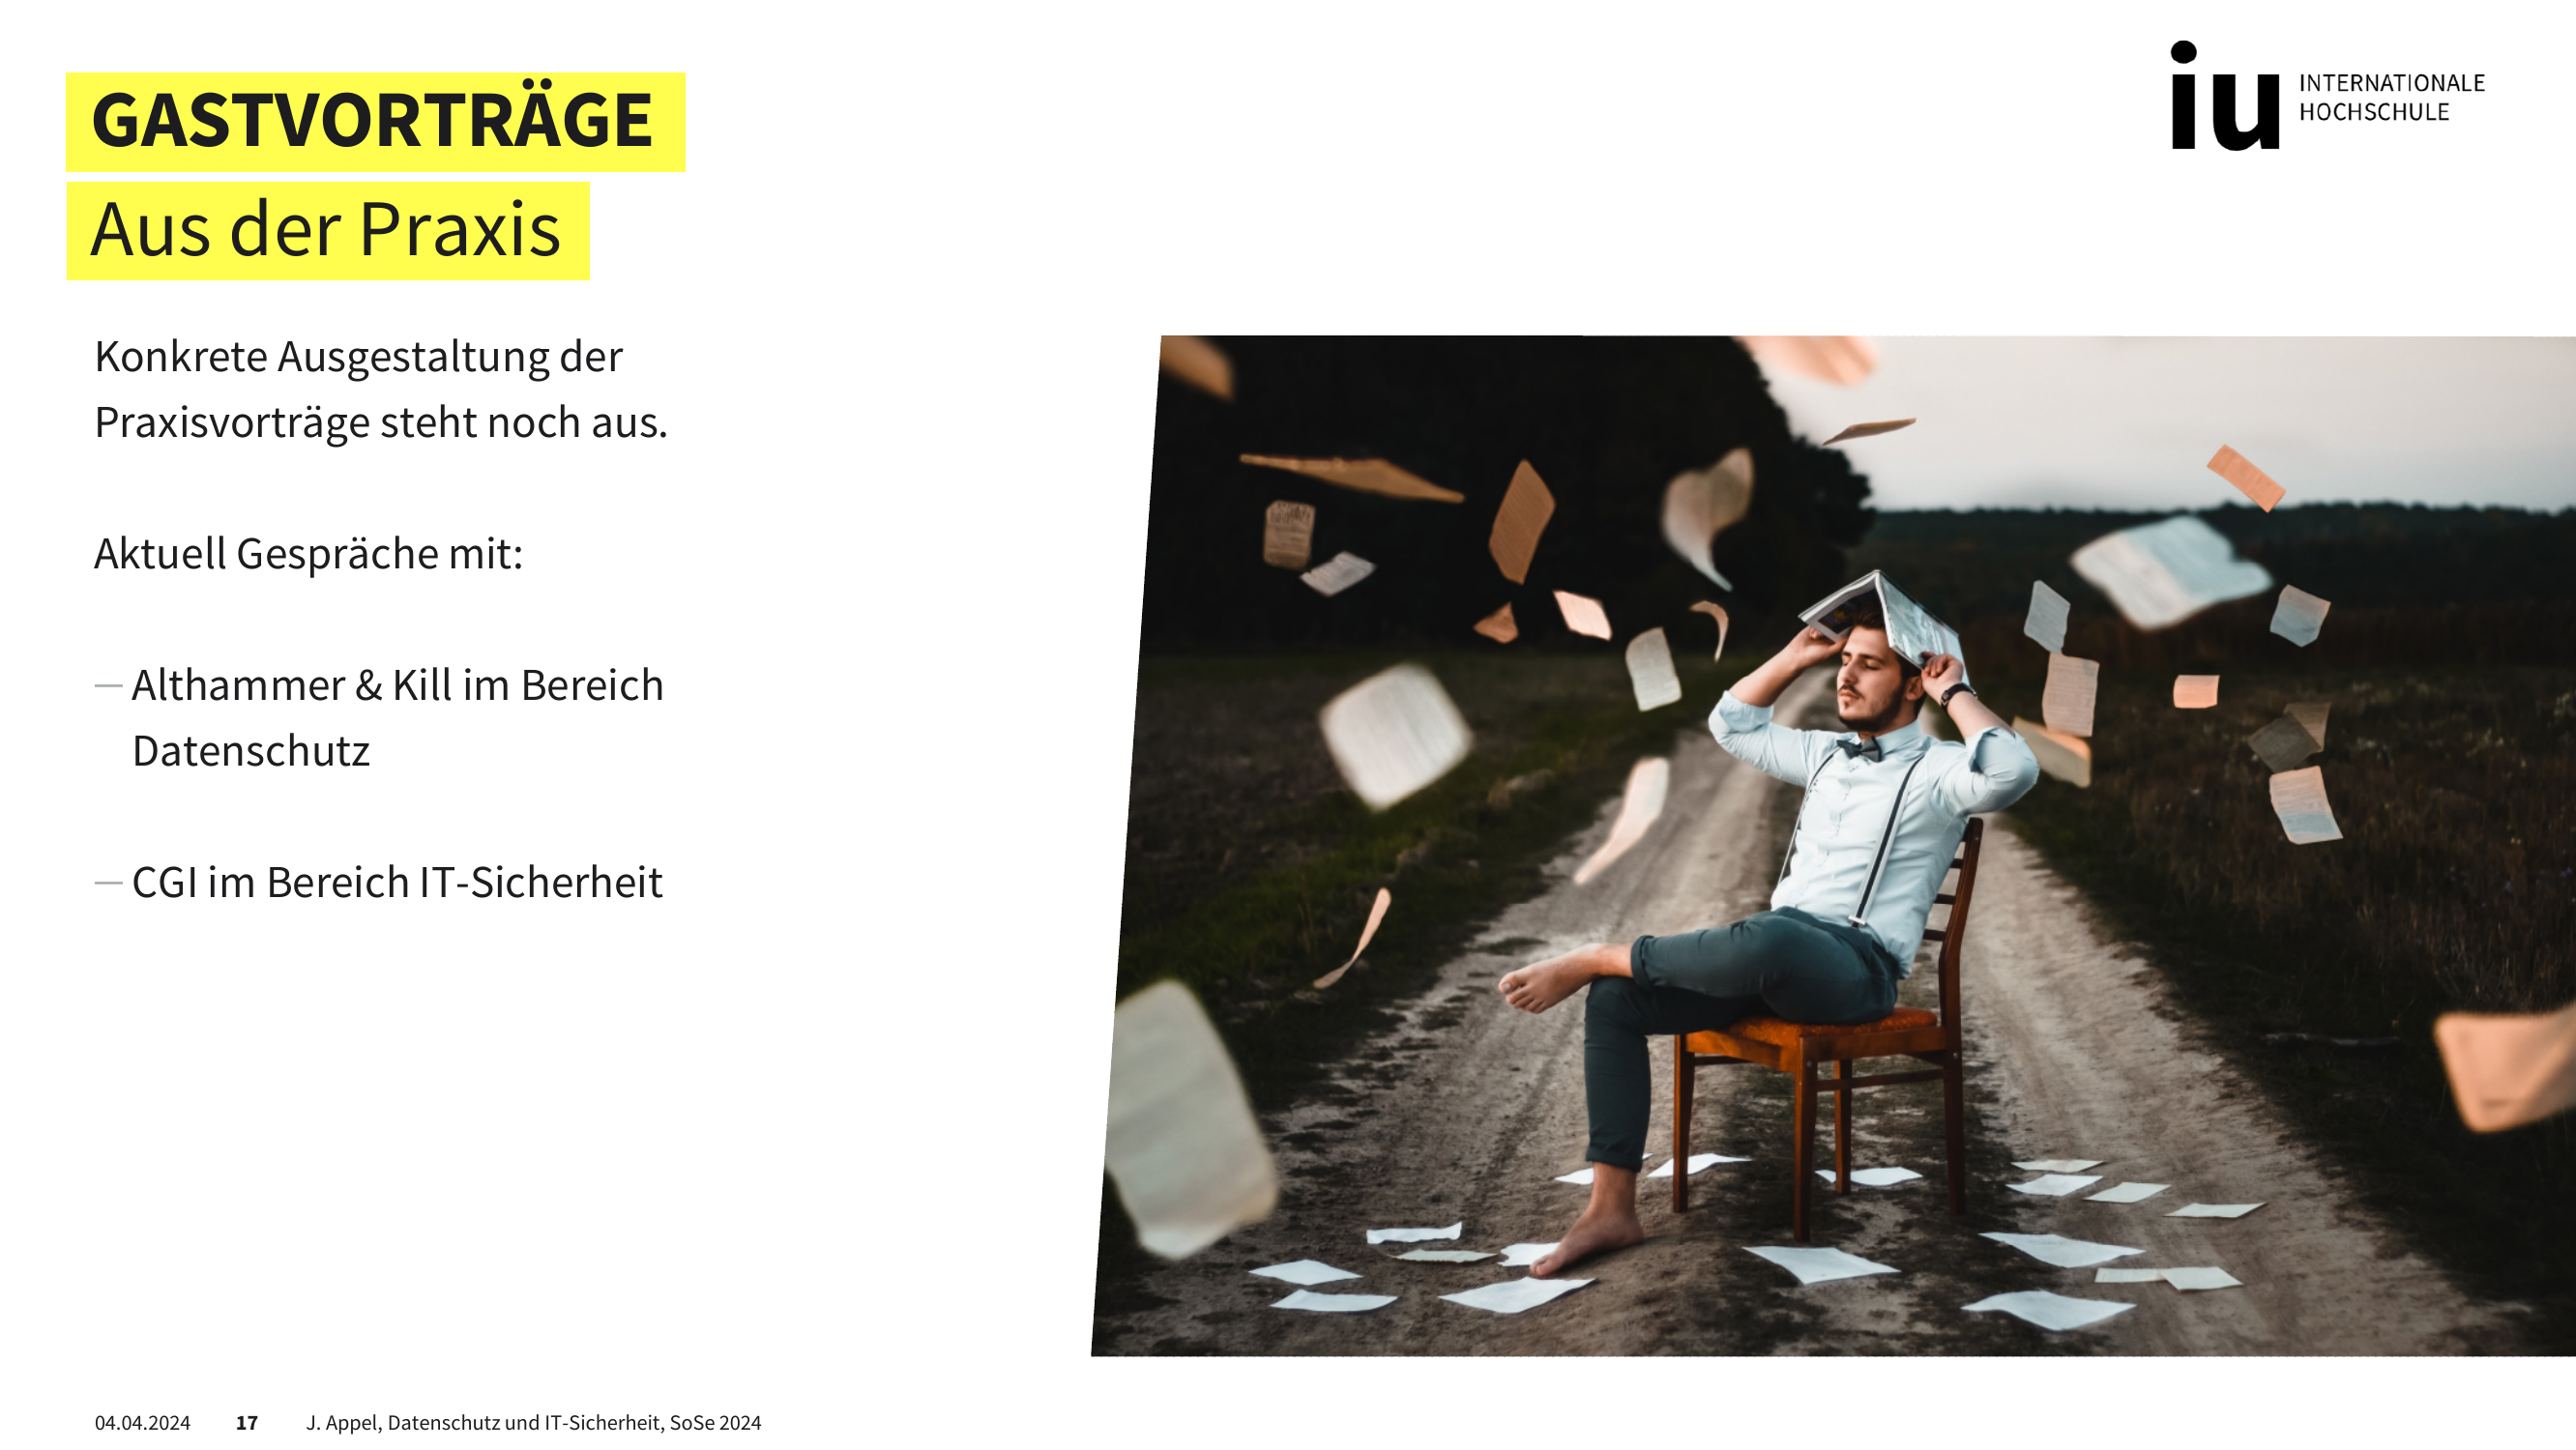 GASTVORTRÄGE
Aus der Praxis
iu INTERNATIONALE
HOCHSCHULE
Konkrete Ausgestaltung der
Praxisvorträge steht noch aus.
Aktuell Gespräche mit:
— Althammer & Kill im Bereich
Datenschutz
— CGI im Bereich IT-Sicherheit
04.04.2024 17 J. Appel, Datenschutz und IT-Sicherheit, SoSe 2024